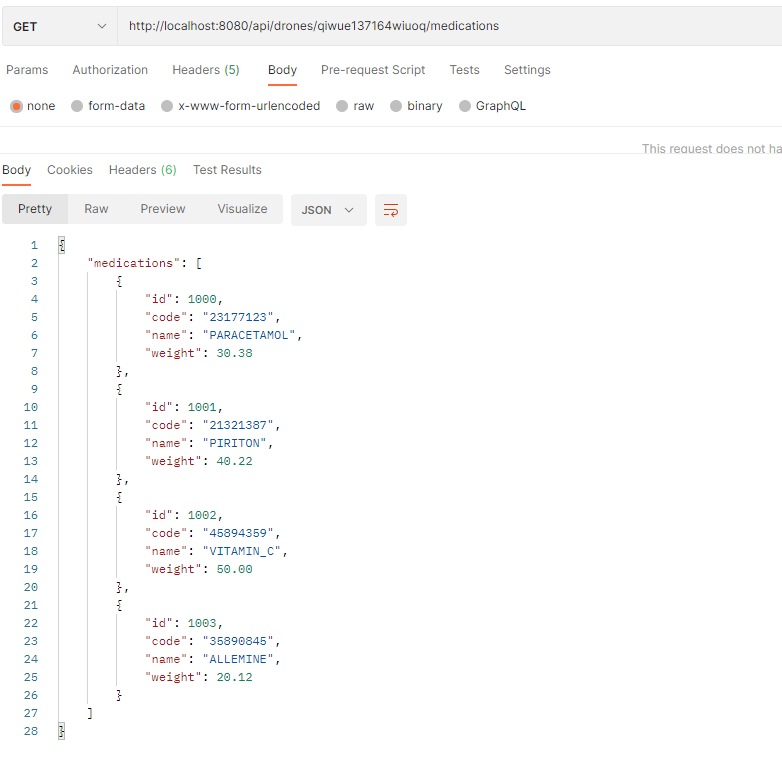 GET http://localhost:8080/api/drones/qiwue137164wiuoq/medications
Params Authorization Headers (5) Body Pre-request Script Tests Settings
none form-data x-www-form-urlencoded raw binary GraphQL
This request does not ha
Body Cookies Headers (6) Test Results
Pretty Raw Preview Visualize JSON
1 {
2 "medications": [
3 {
4 "id": 1000,
5 "code": "23177123",
6 "name": "PARACETAMOL",
7 "weight": 30.38
8 },
9 {
10 "id": 1001,
11 "code": "21321387",
12 "name": "PIRITON",
13 "weight": 40.22
14 },
15 {
16 "id": 1002,
17 "code": "45894359",
18 "name": "VITAMIN_C",
19 "weight": 50.00
20 },
21 {
22 "id": 1003,
23 "code": "35890845",
24 "name": "ALLEMINE",
25 "weight": 20.12
26 }
27 ]
28 }